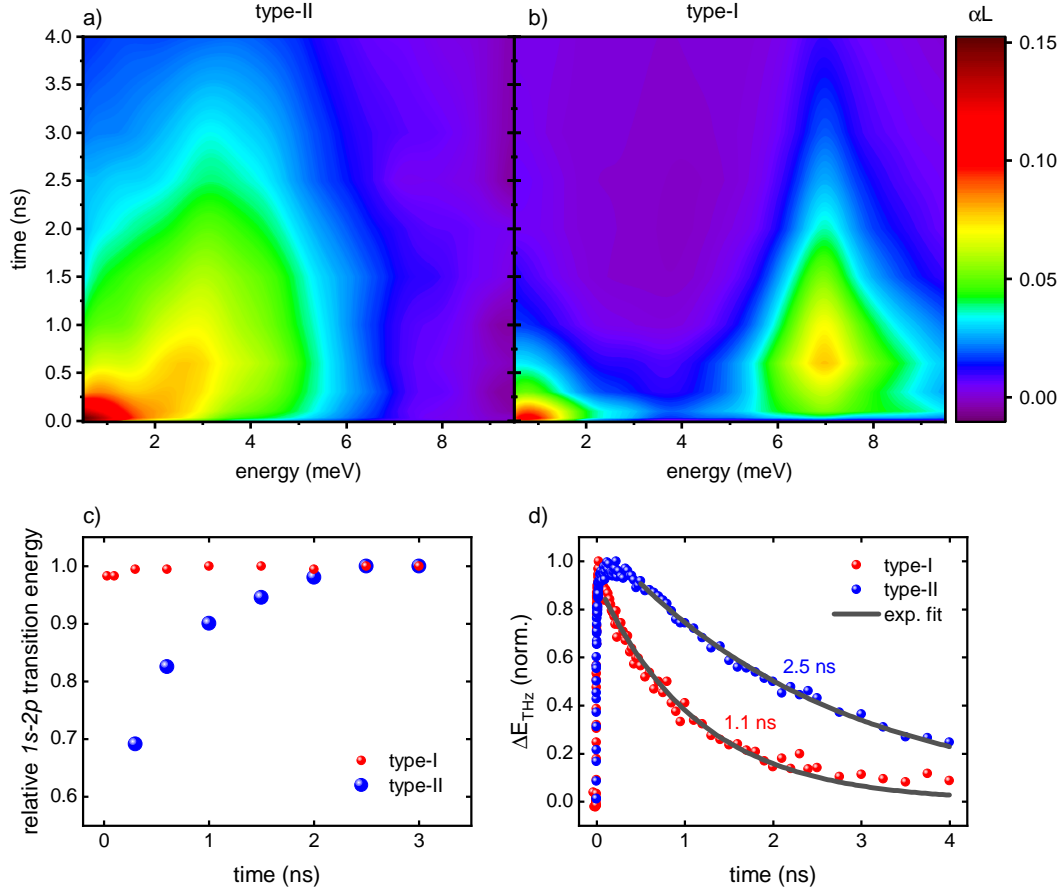 type-II
type-I
a)
b)
αL
4.0
3.5
3.0
2.5
2.0
1.5
1.0
0.5
0.0
time (ns)
2
4
6
8
energy (meV)
2
4
6
8
energy (meV)
0.15
0.10
0.05
0.00
c)
1.0
0.9
0.8
0.7
0.6
relative 1s-2p transition energy
type-I
type-II
0
1
2
3
time (ns)
d)
1.0
0.8
0.6
0.4
0.2
0.0
ΔE_THz (norm.)
type-I
type-II
exp. fit
2.5 ns
1.1 ns
0
1
2
3
4
time (ns)